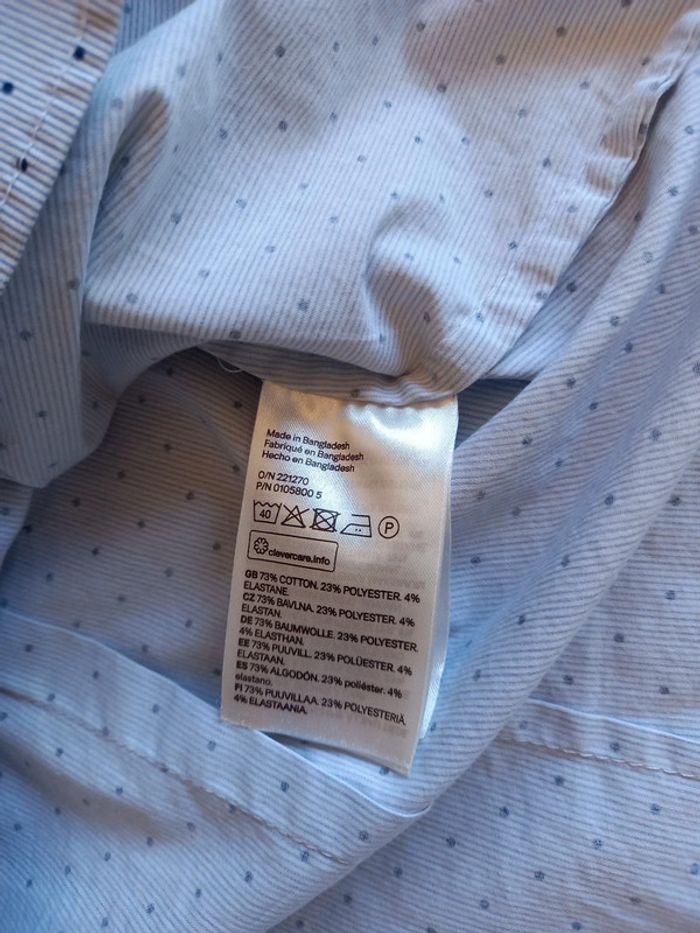 Made in Bangladesh
Fabriqué en Bangladesh
Hecho en Bangladesh
O/N 221270
P/N 0105800 5
40 P
clevercare.info
GB 73% COTTON. 23% POLYESTER. 4%
ELASTANE.
CZ 73% BAVLNA. 23% POLYESTER. 4%
ELASTAN.
DE 73% BAUMWOLLE. 23% POLYESTER.
4% ELASTHAN.
EE 73% PUUVILL. 23% POLÜESTER. 4%
ELASTAAN.
ES 73% ALGODÓN. 23% poliéster. 4%
elastano.
FI 73% PUUVILLAA. 23% POLYESTERIÄ.
4% ELASTAANIA.